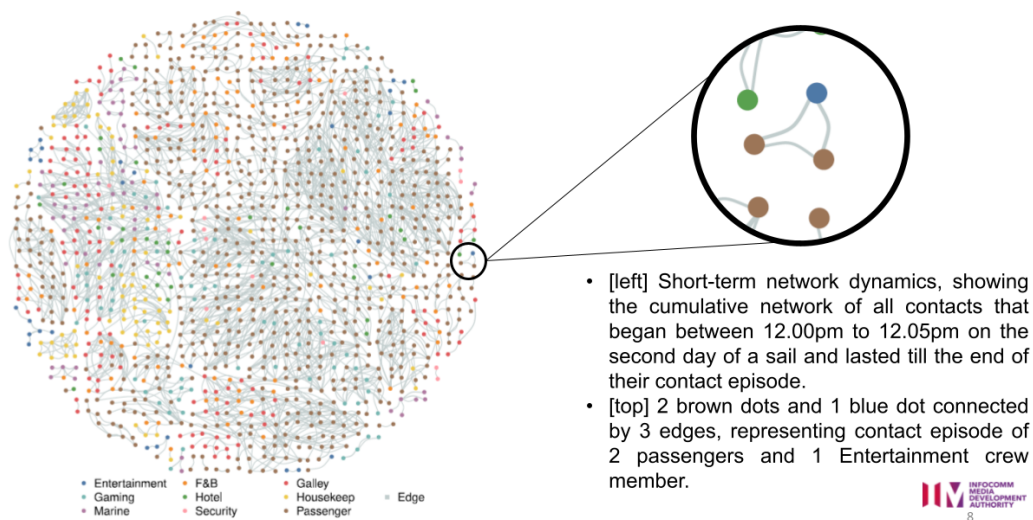 • [left] Short-term network dynamics, showing
the cumulative network of all contacts that
began between 12.00pm to 12.05pm on the
second day of a sail and lasted till the end of
their contact episode.
• [top] 2 brown dots and 1 blue dot connected
by 3 edges, representing contact episode of
2 passengers and 1 Entertainment crew
member.
Entertainment F&B Galley
Gaming Hotel Housekeep Edge
Marine Security Passenger
INFOCOMM
MEDIA
DEVELOPMENT
AUTHORITY
8